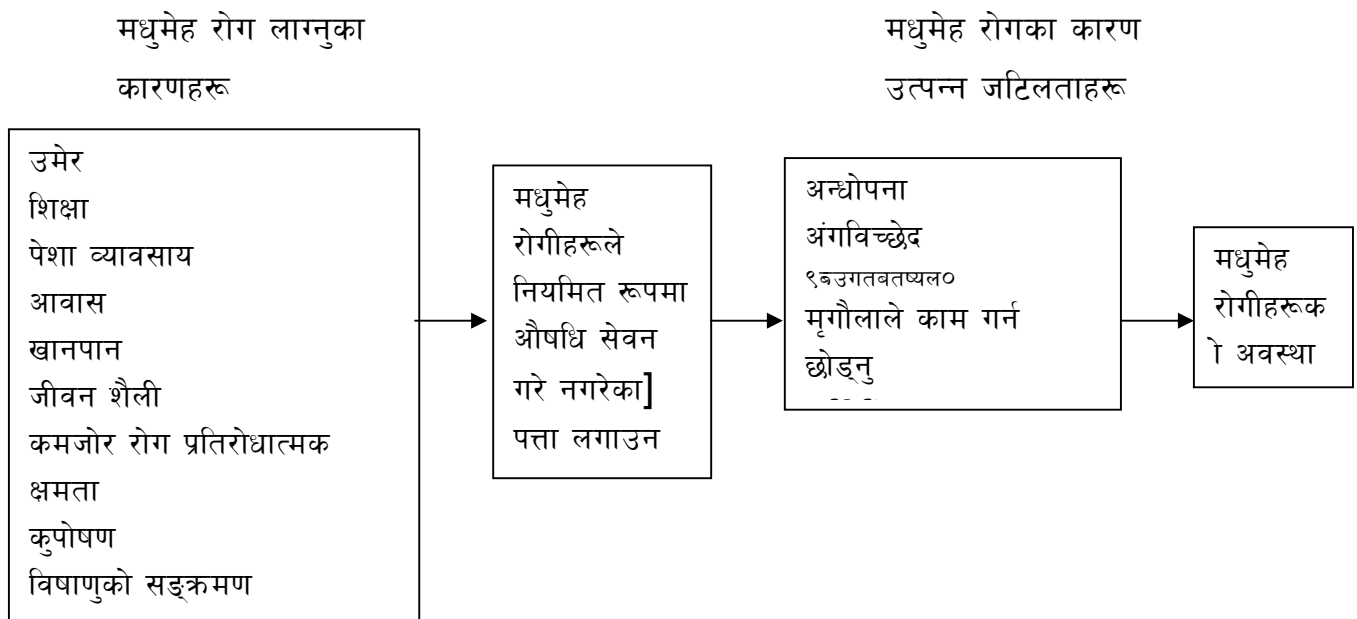 मधुमेह रोग लाग्नुका
कारणहरू
मधुमेह रोगका कारण
उत्पन्न जटिलताहरू
उमेर
शिक्षा
पेशा व्यावसाय
आवास
खानपान
जीवन शैली
कमजोर रोग प्रतिरोधात्मक
क्षमता
कुपोषण
विषाणुको सङ्क्रमण
मधुमेह
रोगीहरूले
नियमित रूपमा
औषधि सेवन
गरे नगरेका]
पत्ता लगाउन
अन्धोपना
अंगविच्छेद
९ब्उगतबतष्यल०
मृगौलाले काम गर्न
छोड्नु
मधुमेह
रोगीहरूक
ो अवस्था